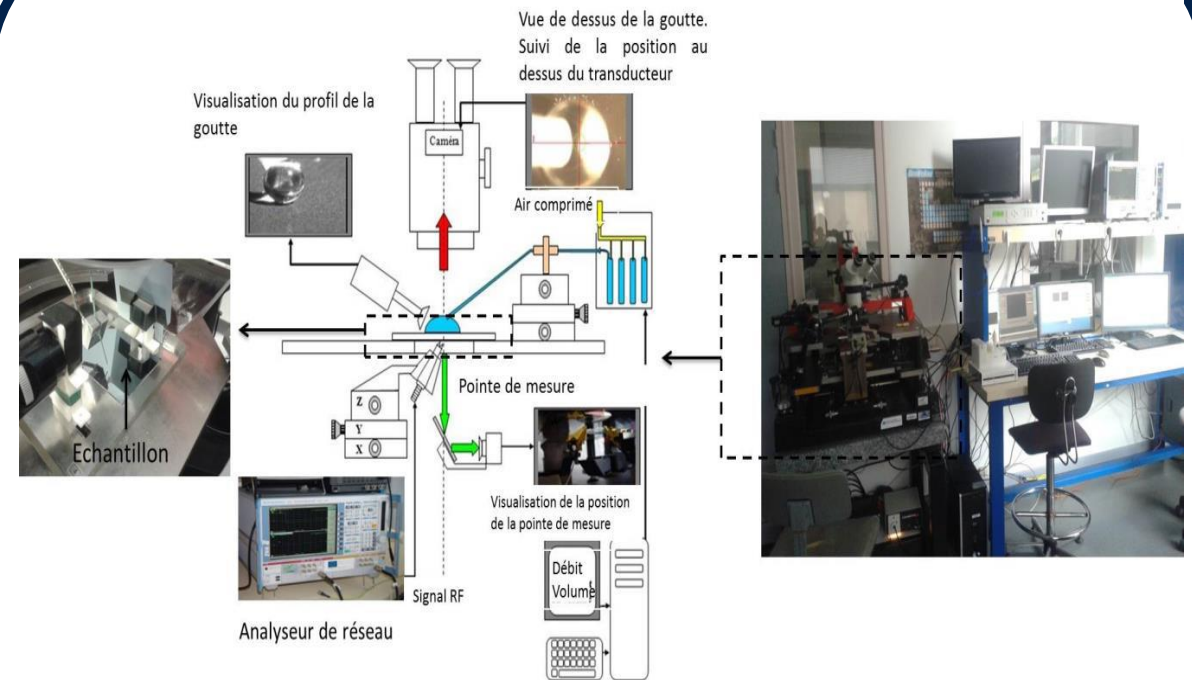 Vue de dessus de la goutte.
Suivi de la position au
dessus du transducteur
Visualisation du profil de la
goutte
Caméra
Air comprimé
Pointe de mesure
Z
Y
X
Echantillon
Visualisation de la position
de la pointe de mesure
Débit
Volume
Signal RF
Analyseur de réseau